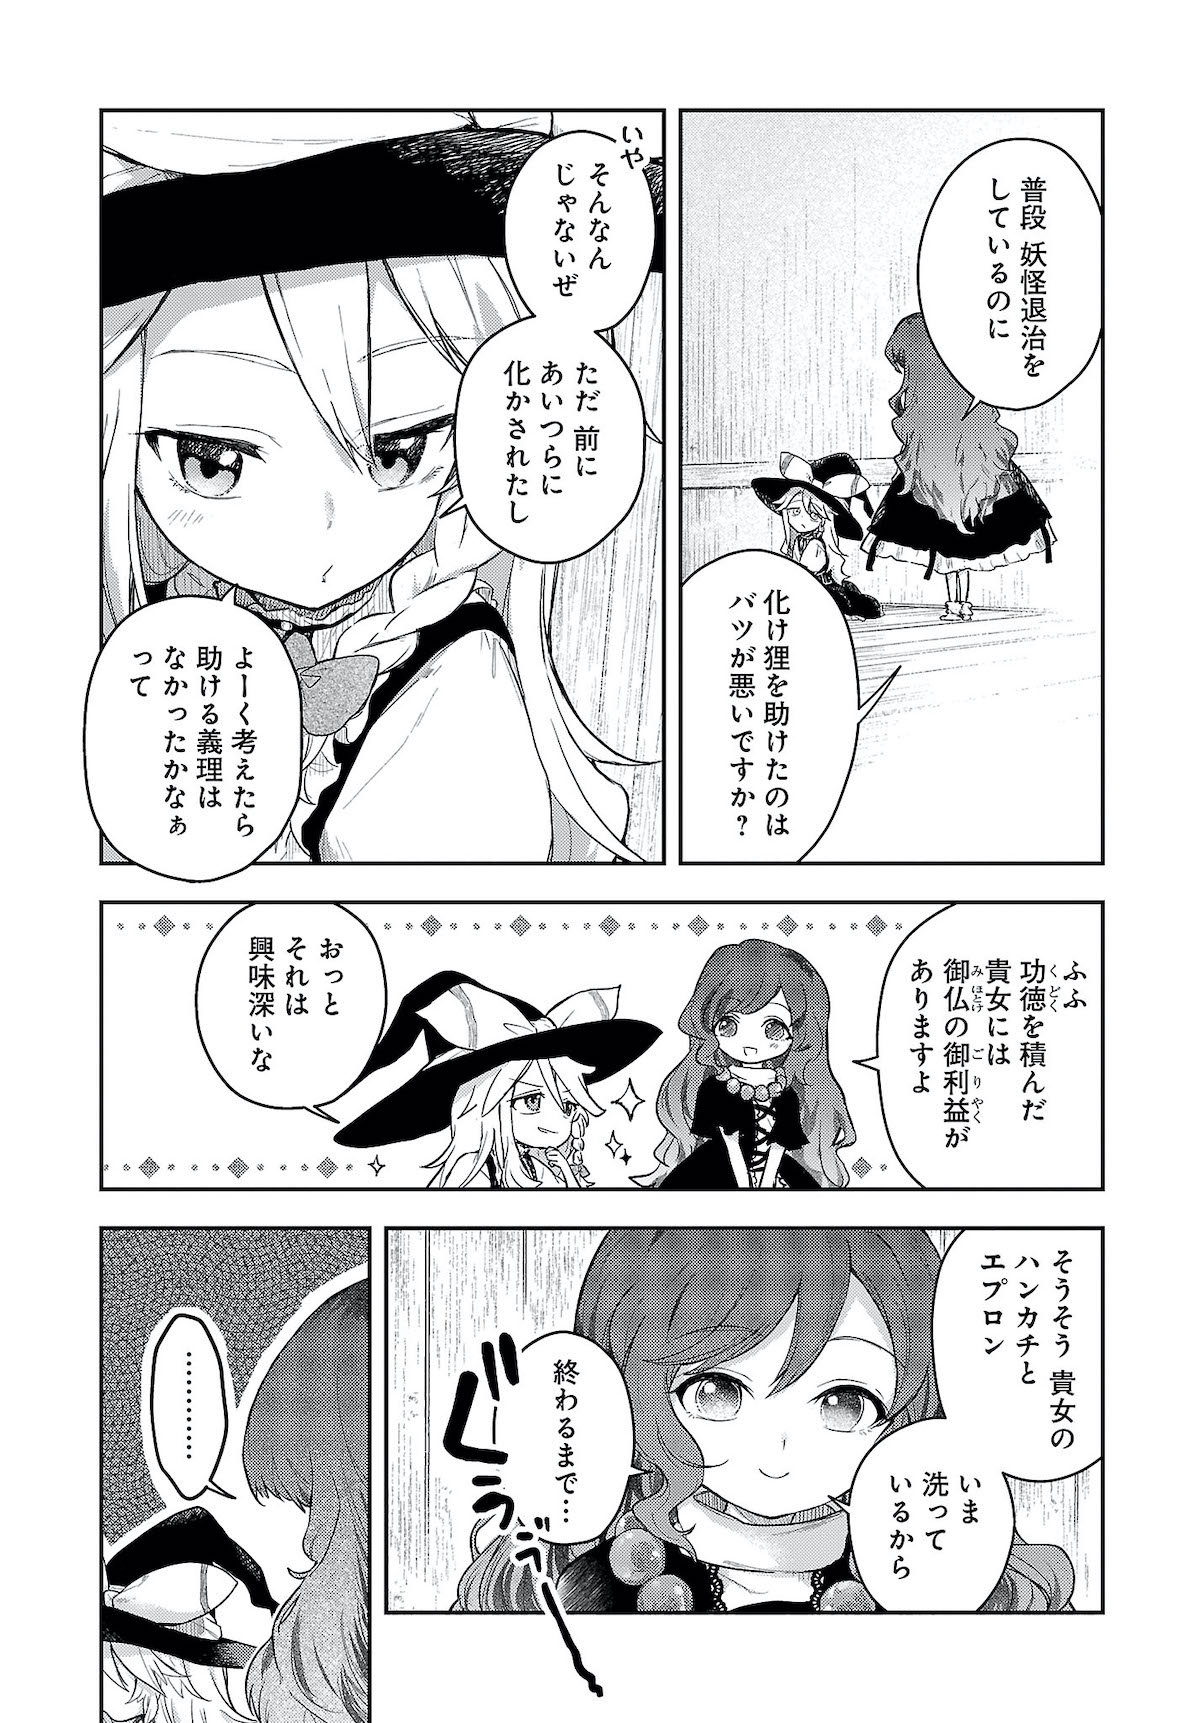 普段 妖怪退治を
しているのに
化け狸を助けたのは
バツが悪いですか？
いや
そんなん
じゃないぜ
ただ 前に
あいつらに
化かされたし
よーく考えたら
助ける義理は
なかったかなぁ
って
ふふ
功德を積んだ
貴女には
御仏の御利益が
ありますよ
おっと
それは
興味深いな
そうそう 貴女の
ハンカチと
エプロン
いま
洗って
いるから
終わるまで…
ぐぅぅ〜
…………